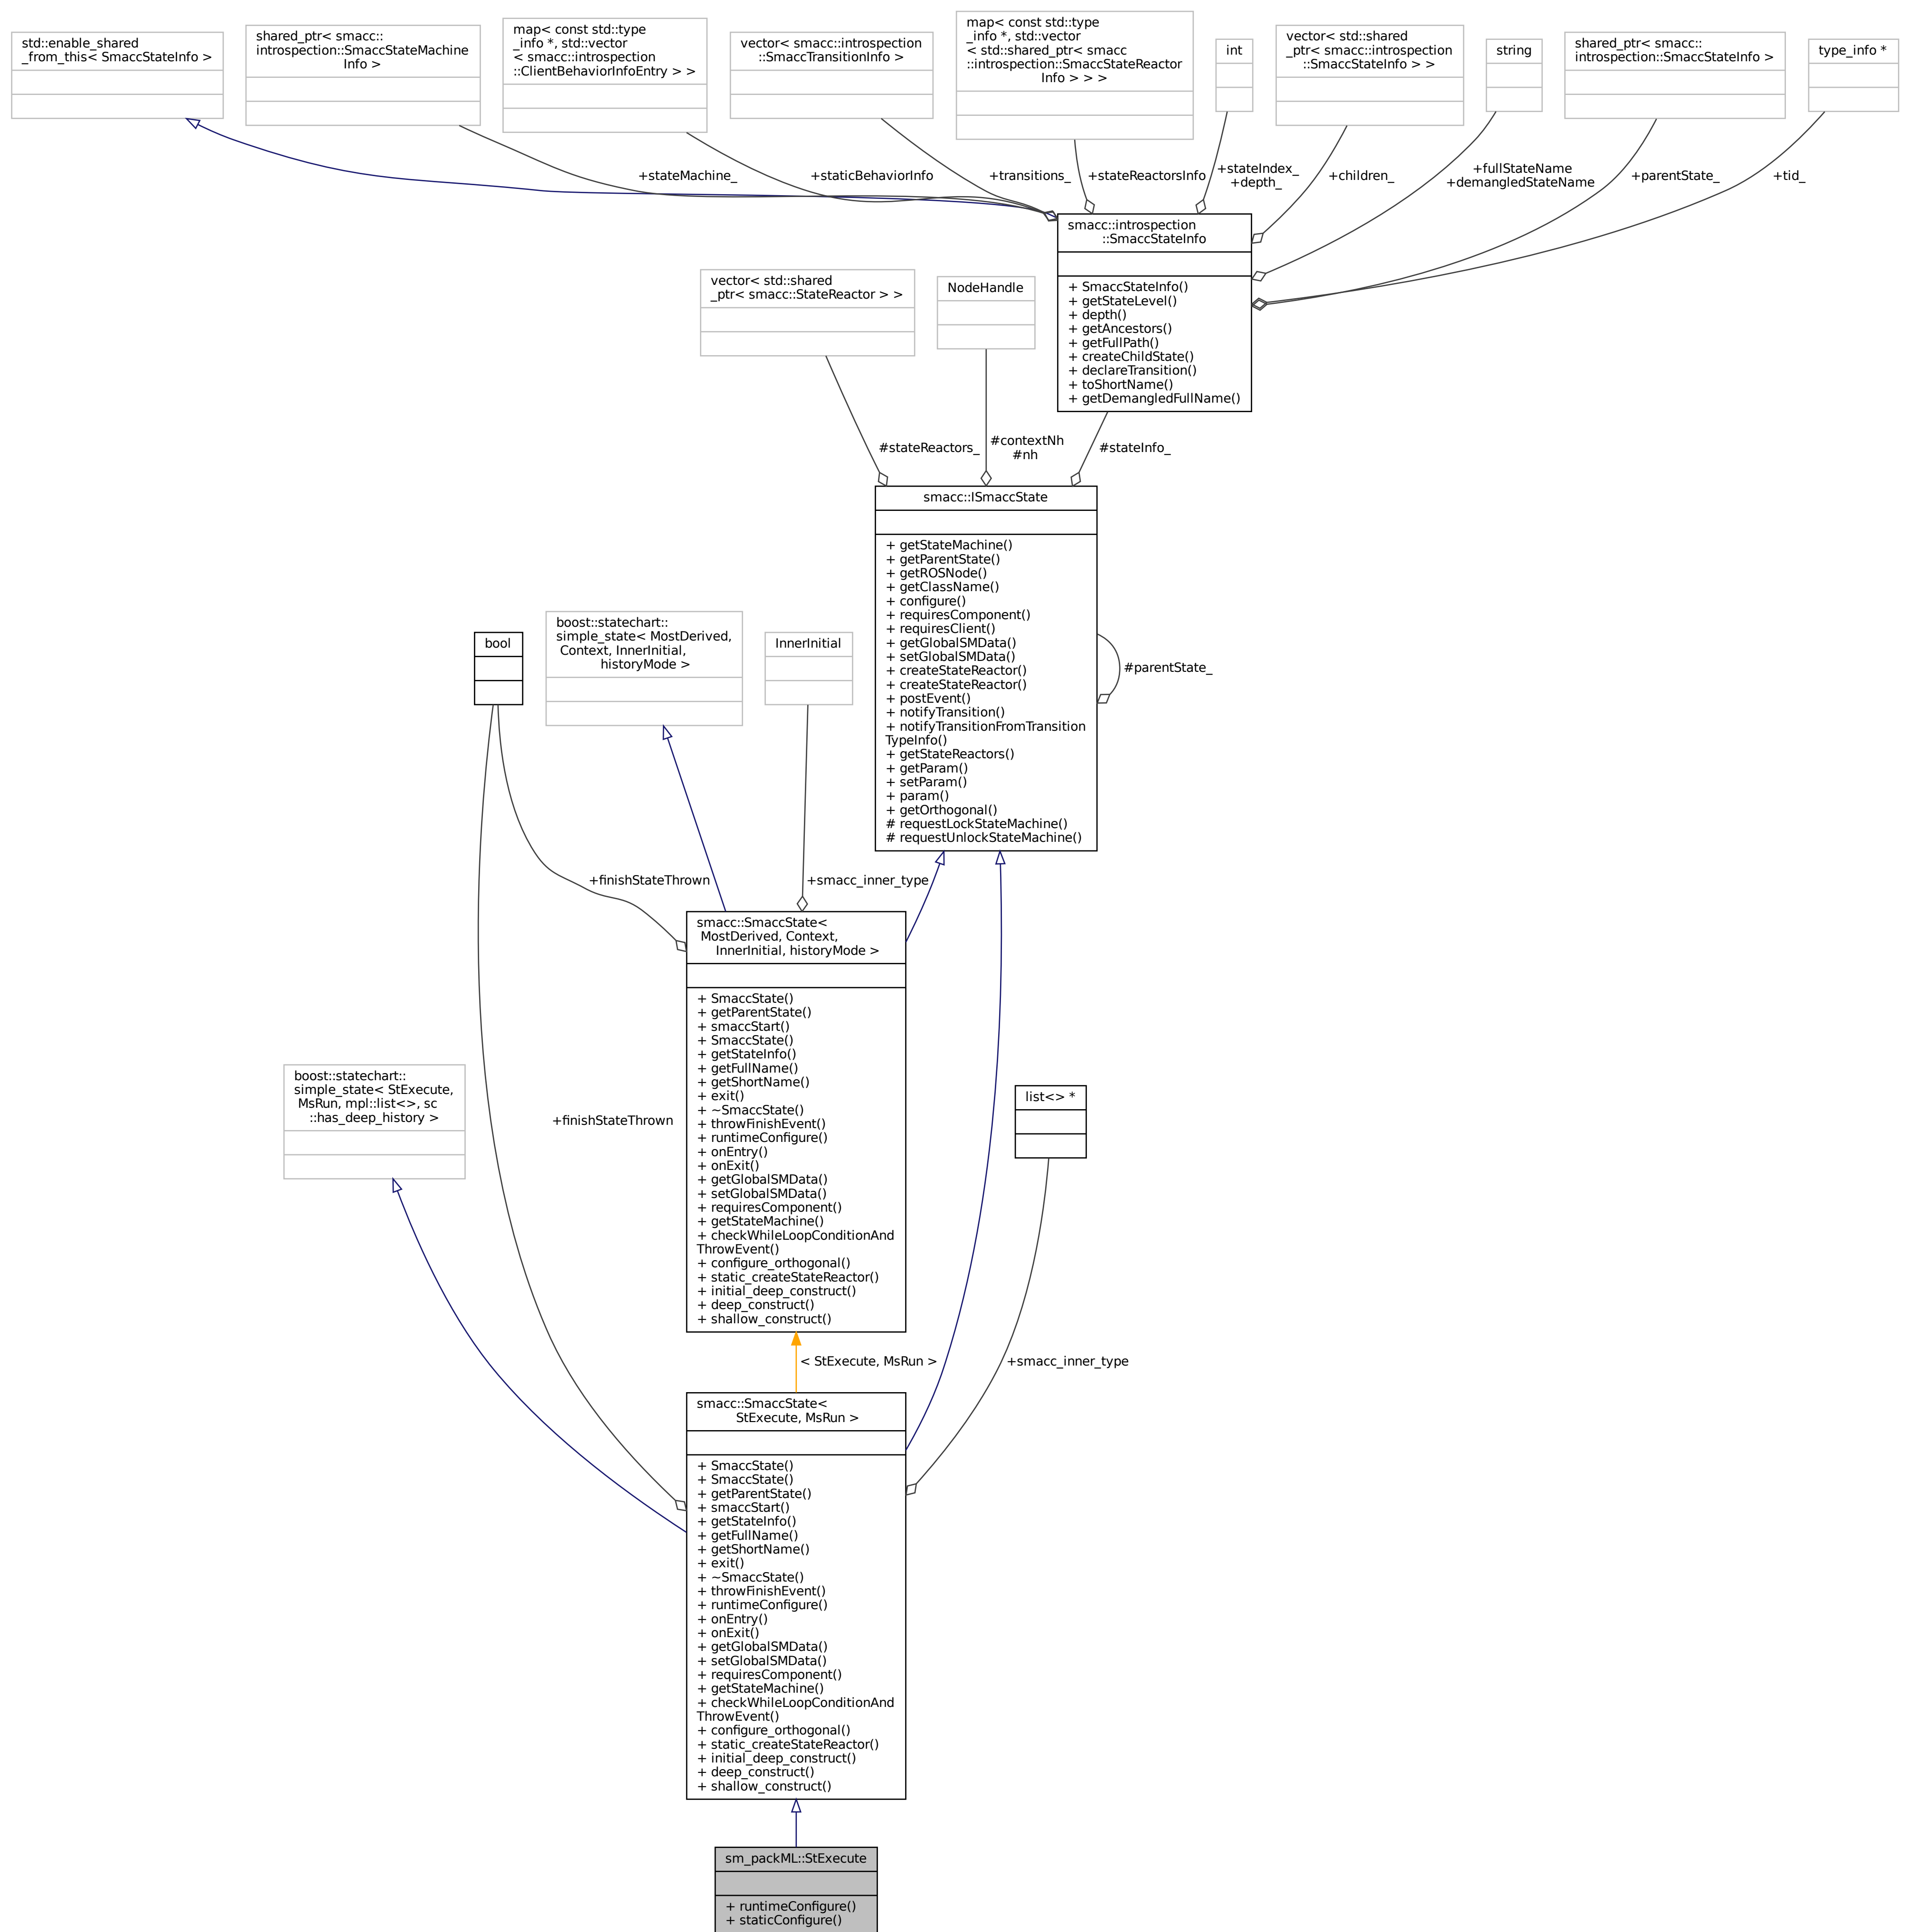 std::enable_shared
_from_this< SmaccStateInfo >
shared_ptr< smacc::
introspection::SmaccStateMachine
Info >
map< const std::type
_info *, std::vector
< smacc::introspection
::ClientBehaviorInfoEntry > >
vector< smacc::introspection
::SmaccTransitionInfo >
map< const std::type
_info *, std::vector
< std::shared_ptr< smacc
::introspection::SmaccStateReactor
Info > > >
int
vector< std::shared
_ptr< smacc::introspection
::SmaccStateInfo > >
string
shared_ptr< smacc::
introspection::SmaccStateInfo >
type_info *
+stateMachine_
+staticBehaviorInfo
+transitions_
+stateReactorsInfo
+stateIndex_
+depth_
+children_
+fullStateName
+demangledStateName
+parentState_
+tid_
smacc::introspection
::SmaccStateInfo
+ SmaccStateInfo()
+ getStateLevel()
+ depth()
+ getAncestors()
+ getFullPath()
+ createChildState()
+ declareTransition()
+ toShortName()
+ getDemangledFullName()
vector< std::shared
_ptr< smacc::StateReactor > >
NodeHandle
#stateReactors_
#contextNh
#nh
#stateInfo_
smacc::ISmaccState
+ getStateMachine()
+ getParentState()
+ getROSNode()
+ getClassName()
+ configure()
+ requiresComponent()
+ requiresClient()
+ getGlobalSMData()
+ setGlobalSMData()
+ createStateReactor()
+ createStateReactor()
+ postEvent()
+ notifyTransition()
+ notifyTransitionFromTransition
TypeInfo()
+ getStateReactors()
+ getParam()
+ setParam()
+ param()
+ getOrthogonal()
# requestLockStateMachine()
# requestUnlockStateMachine()
#parentState_
bool
boost::statechart::
simple_state< MostDerived,
Context, InnerInitial,
historyMode >
InnerInitial
+finishStateThrown
+smacc_inner_type
smacc::SmaccState<
MostDerived, Context,
InnerInitial, historyMode >
+ SmaccState()
+ getParentState()
+ smaccStart()
+ SmaccState()
+ getStateInfo()
+ getFullName()
+ getShortName()
+ exit()
+ ~SmaccState()
+ throwFinishEvent()
+ runtimeConfigure()
+ onEntry()
+ onExit()
+ getGlobalSMData()
+ setGlobalSMData()
+ requiresComponent()
+ getStateMachine()
+ checkWhileLoopConditionAnd
ThrowEvent()
+ configure_orthogonal()
+ static_createStateReactor()
+ initial_deep_construct()
+ deep_construct()
+ shallow_construct()
boost::statechart::
simple_state< StExecute,
MsRun, mpl::list<>, sc
::has_deep_history >
+finishStateThrown
list<> *
< StExecute, MsRun >
+smacc_inner_type
smacc::SmaccState<
StExecute, MsRun >
+ SmaccState()
+ SmaccState()
+ getParentState()
+ smaccStart()
+ getStateInfo()
+ getFullName()
+ getShortName()
+ exit()
+ ~SmaccState()
+ throwFinishEvent()
+ runtimeConfigure()
+ onEntry()
+ onExit()
+ getGlobalSMData()
+ setGlobalSMData()
+ requiresComponent()
+ getStateMachine()
+ checkWhileLoopConditionAnd
ThrowEvent()
+ configure_orthogonal()
+ static_createStateReactor()
+ initial_deep_construct()
+ deep_construct()
+ shallow_construct()
sm_packML::StExecute
+ runtimeConfigure()
+ staticConfigure()